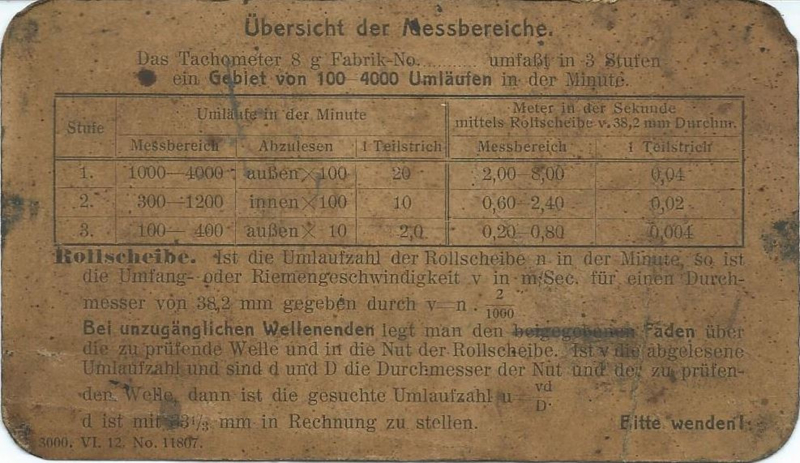 Übersicht der Messbereiche.
Das Tachometer 8 g Fabrik-No. ......... umfaßt in 3 Stufen
ein Gebiet von 100–4000 Umläufen in der Minute.
Stufe | Umläufe in der Minute | Meter in der Sekunde mittels Rollscheibe v. 38,2 mm Durchm.
Messbereich | Abzulesen | 1 Teilstrich | Messbereich | 1 Teilstrich
1. | 1000—4000 | außen × 100 | 20 | 2,00—8,00 | 0,04
2. | 300—1200 | innen × 100 | 10 | 0,60—2,40 | 0,02
3. | 100— 400 | außen × 10 | 2,0 | 0,20—0,80 | 0,004
Rollscheibe. Ist die Umlaufzahl der Rollscheibe n in der Minute, so ist
die Umfang- oder Riemengeschwindigkeit v in m/Sec. für einen Durch-
messer von 38,2 mm gegeben durch v=n . 2/1000
Bei unzugänglichen Wellenenden legt man den beigegebenen Faden über
die zu prüfende Welle und in die Nut der Rollscheibe. Ist v die abgelesene
Umlaufzahl und sind d und D die Durchmesser der Nut und der zu prüfen-
den Welle, dann ist die gesuchte Umlaufzahl u = vd/D.
d ist mit 1/3 mm in Rechnung zu stellen. Bitte wenden!
3000. VI. 12. No. 11867.